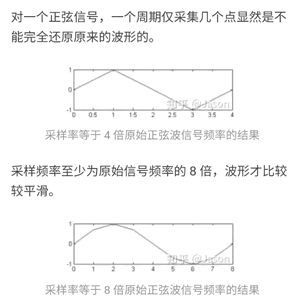 对一个正弦信号，一个周期仅采集几个点显然是不
能完全还原原来的波形的。
1
0
-1
0 0.5 1 1.5 2 2.5 3 3.5 4
知乎 @Jason
采样率等于 4 倍原始正弦波信号频率的结果
采样频率至少为原始信号频率的 8 倍，波形才比较
较平滑。
1
0
-1
0 1 2 3 4 5 6 7 8
知乎 @Jason
采样率等于 8 倍原始正弦波信号频率的结果